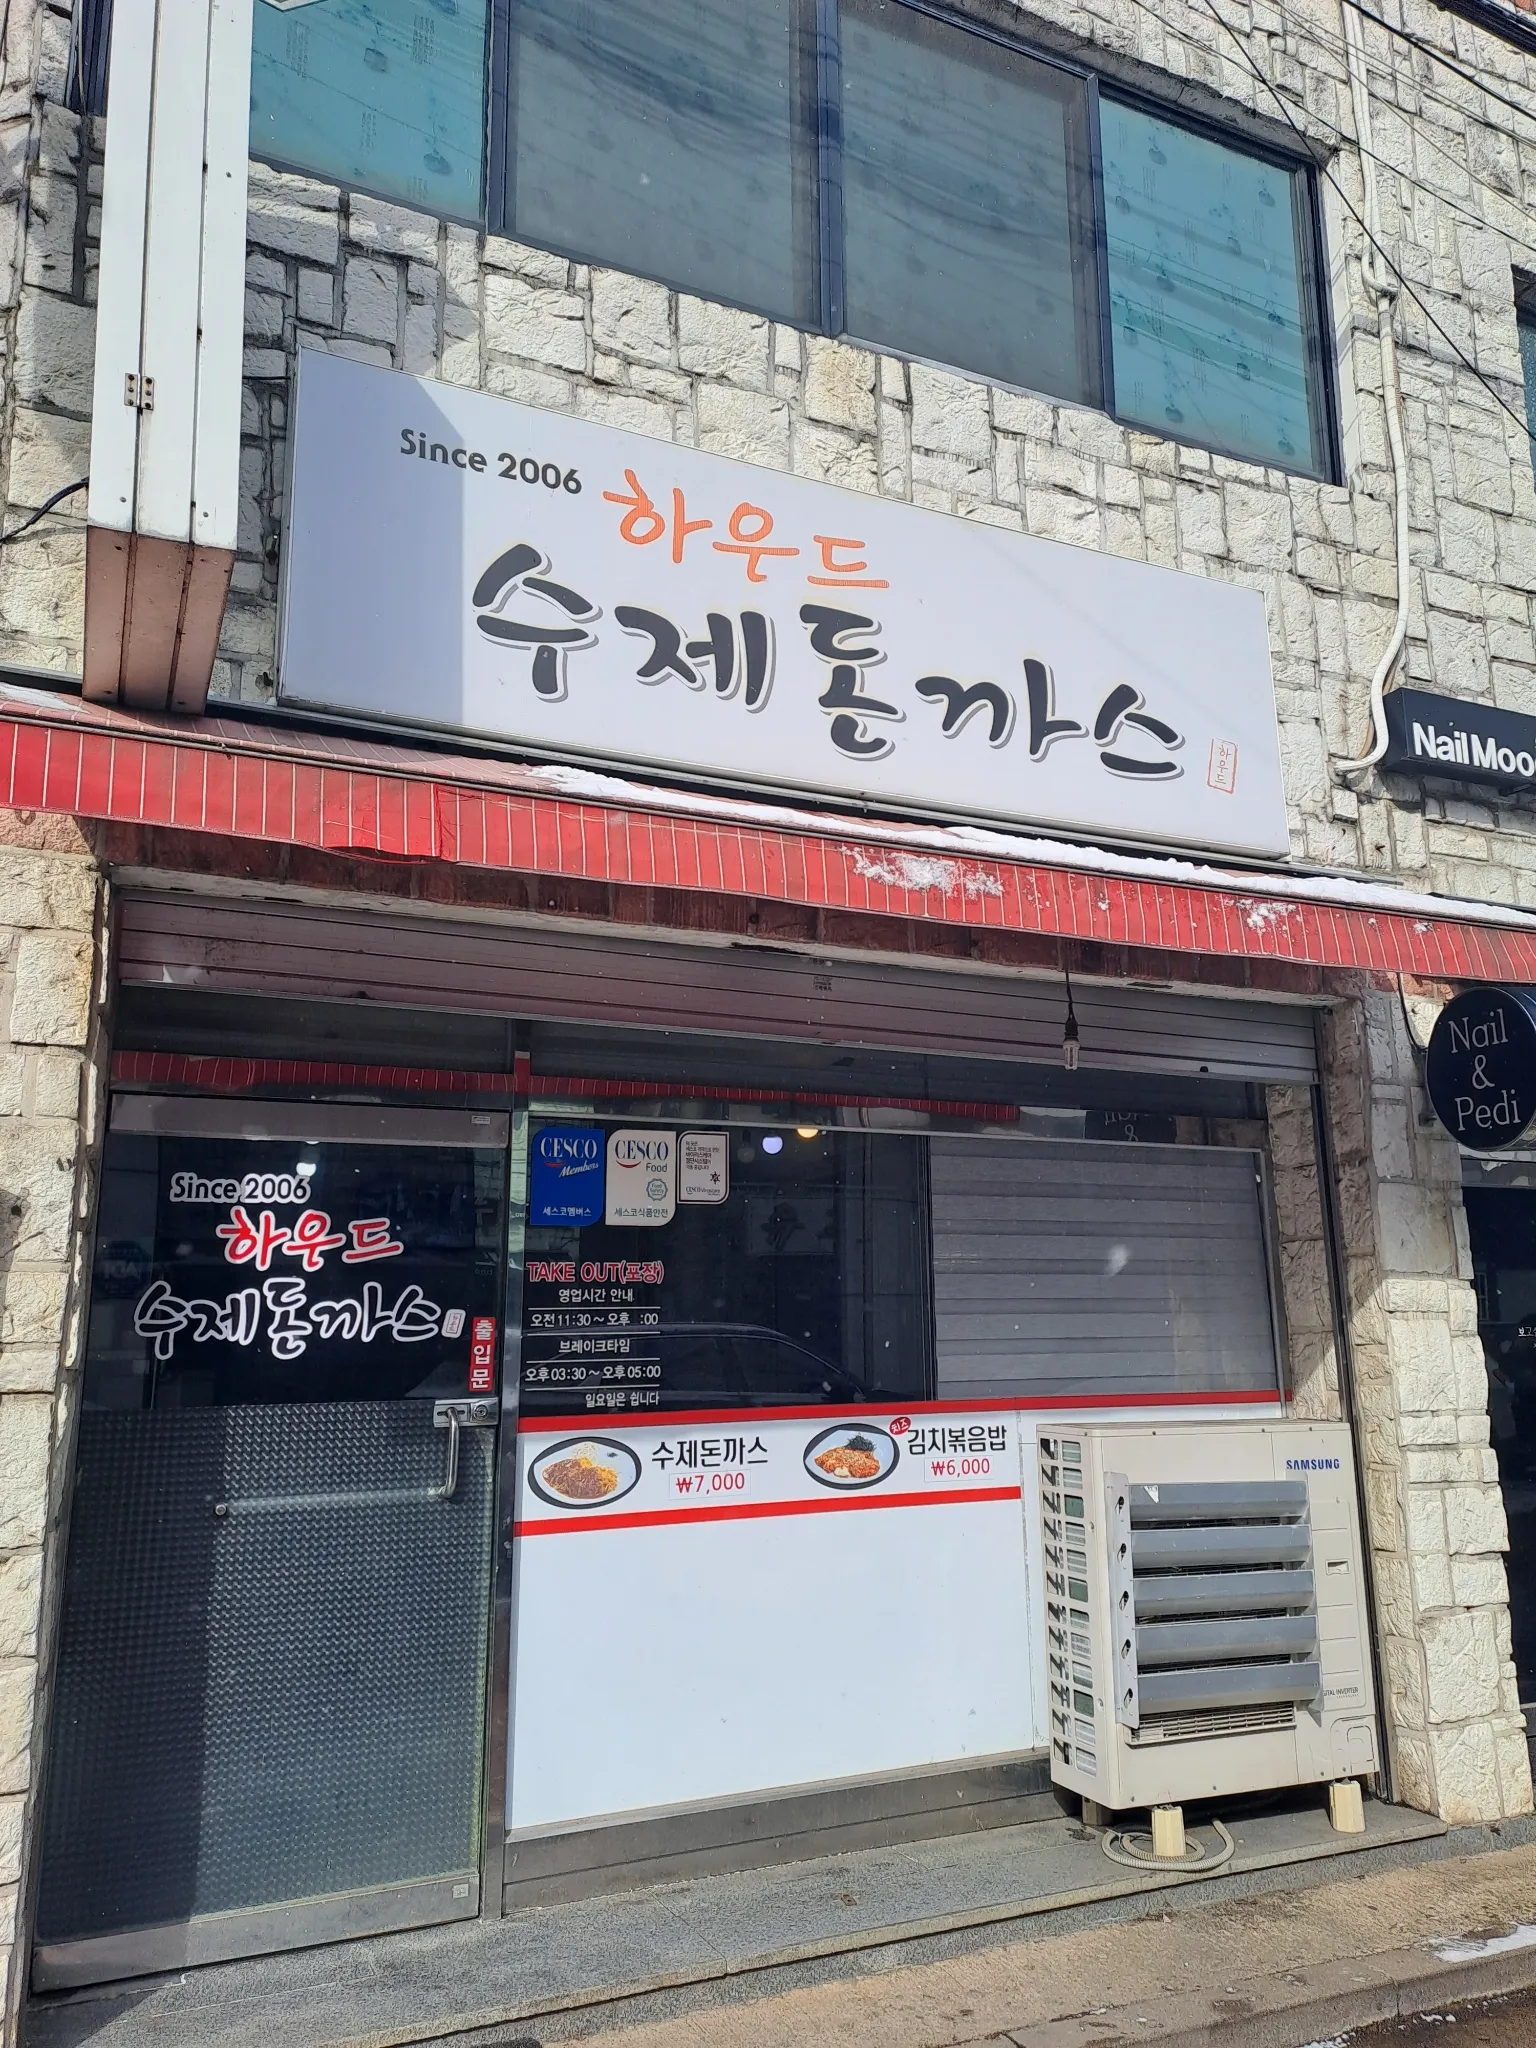 Since 2006
하우드
수제돈까스
하우드
Nail Moo
Nail
&
Pedi
Since 2006
하우드
수제돈까스
출입문
CESCO
Members
세스코멤버스
CESCO
Food
세스코식품안전
TAKE OUT(포장)
영업시간 안내
오전 11:30 ~ 오후 :00
브레이크타임
오후 03:30 ~ 오후 05:00
일요일은 쉽니다
수제돈까스
₩7,000
치즈
김치볶음밥
₩6,000
SAMSUNG